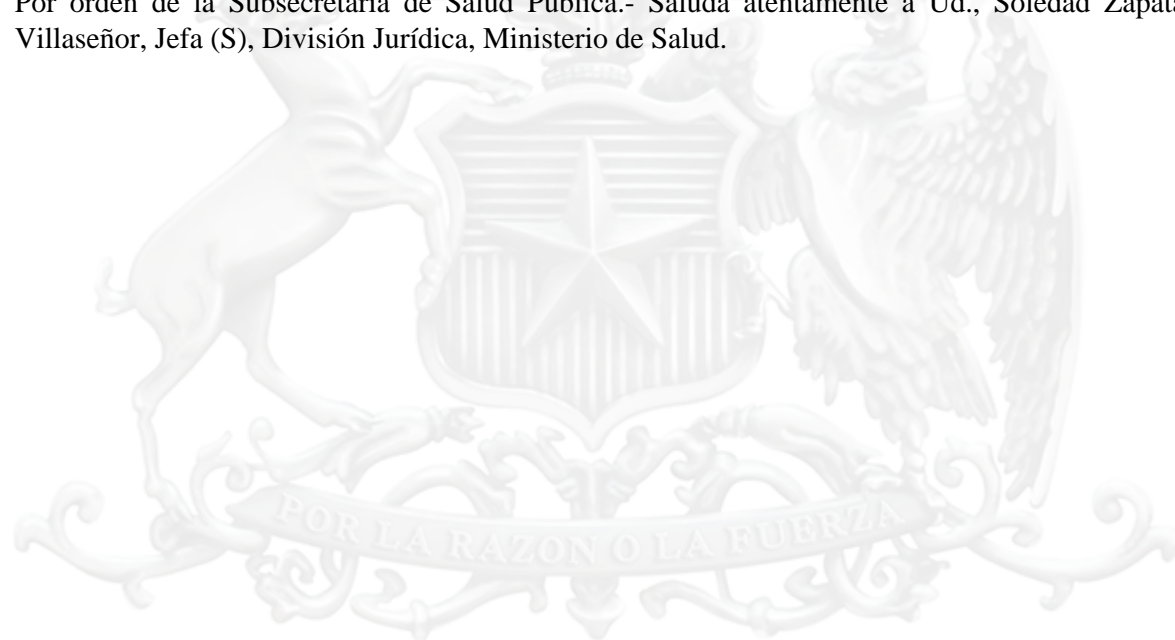 Por orden de la Subsecretaria de Salud Pública.- Saluda atentamente a Ud., Soledad Zapata
Villaseñor, Jefa (S), División Jurídica, Ministerio de Salud.
POR LA RAZON O LA FUERZA